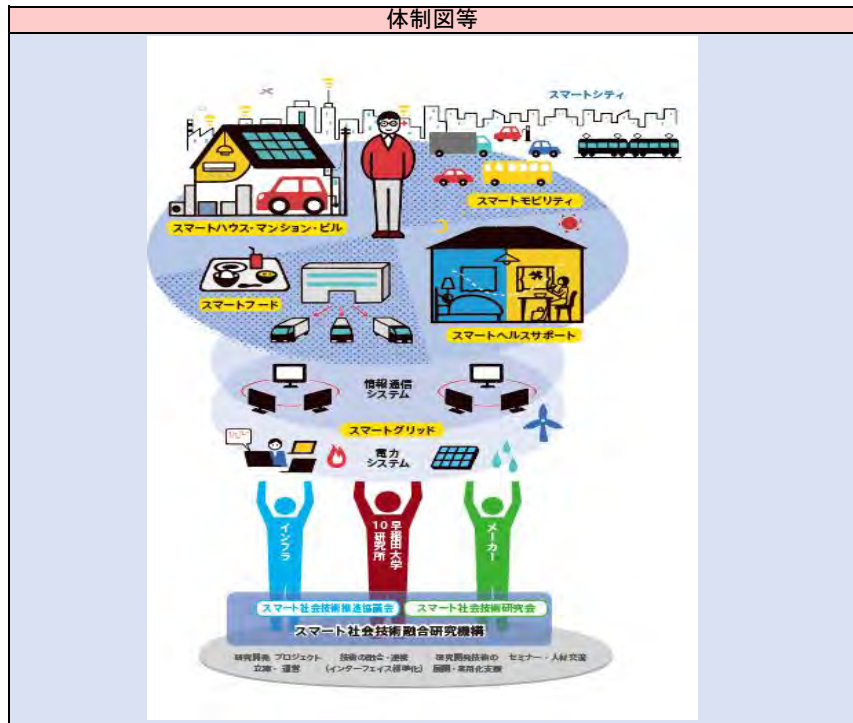 体制図等
スマートシティ
スマートモビリティ
スマートハウス・マンション・ビル
スマートフード
スマートヘルスサポート
情報通信
システム
スマートグリッド
電力
システム
インフラ
早稲田大学
10研究所
メーカー
スマート社会技術推進協議会
スマート社会技術研究会
スマート社会技術融合研究機構
研究開発 プロジェクト
立案・運営
技術の融合・連接
(インターフェイス標準化)
研究開発技術の
展開・実用化支援
セミナー・人材交流